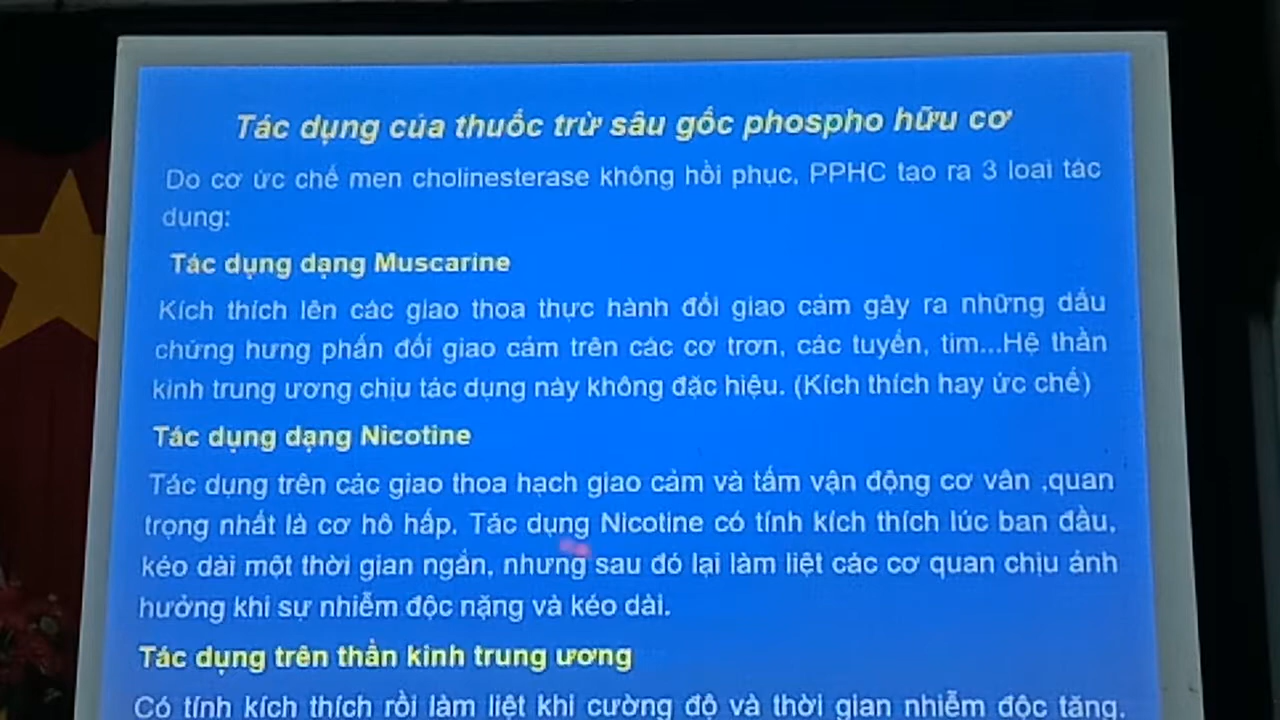 Tác dụng của thuốc trừ sâu gốc phospho hữu cơ
Do cơ ức chế men cholinesterase không hồi phục, PPHC tạo ra 3 loại tác
dụng:
Tác dụng dạng Muscarine
Kích thích lên các giao thoa thực hành đối giao cảm gây ra những dấu
chứng hưng phấn đối giao cảm trên các cơ trơn, các tuyến, tim...Hệ thần
kinh trung ương chịu tác dụng này không đặc hiệu. (Kích thích hay ức chế)
Tác dụng dạng Nicotine
Tác dụng trên các giao thoa hạch giao cảm và tấm vận động cơ vân ,quan
trọng nhất là cơ hô hấp. Tác dụng Nicotine có tính kích thích lúc ban đầu,
kéo dài một thời gian ngắn, nhưng sau đó lại làm liệt các cơ quan chịu ảnh
hưởng khi sự nhiễm độc nặng và kéo dài.
Tác dụng trên thần kinh trung ương
Có tính kích thích rồi làm liệt khi cường độ và thời gian nhiễm độc tăng.